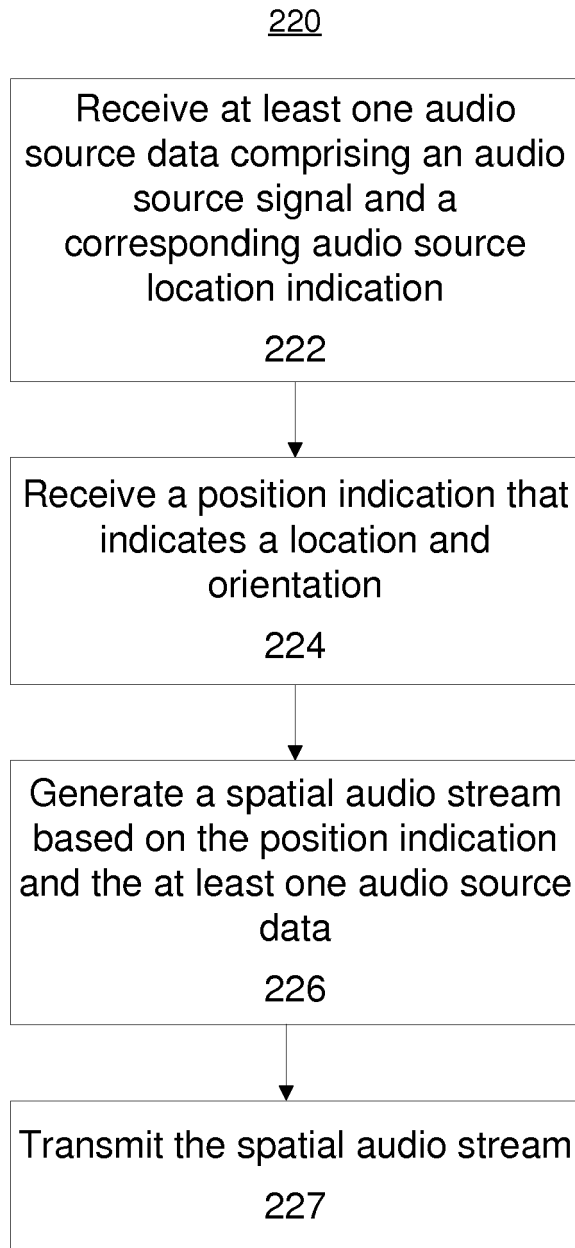 220
Receive at least one audio
source data comprising an audio
source signal and a
corresponding audio source
location indication
222
Receive a position indication that
indicates a location and
orientation
224
Generate a spatial audio stream
based on the position indication
and the at least one audio source
data
226
Transmit the spatial audio stream
227